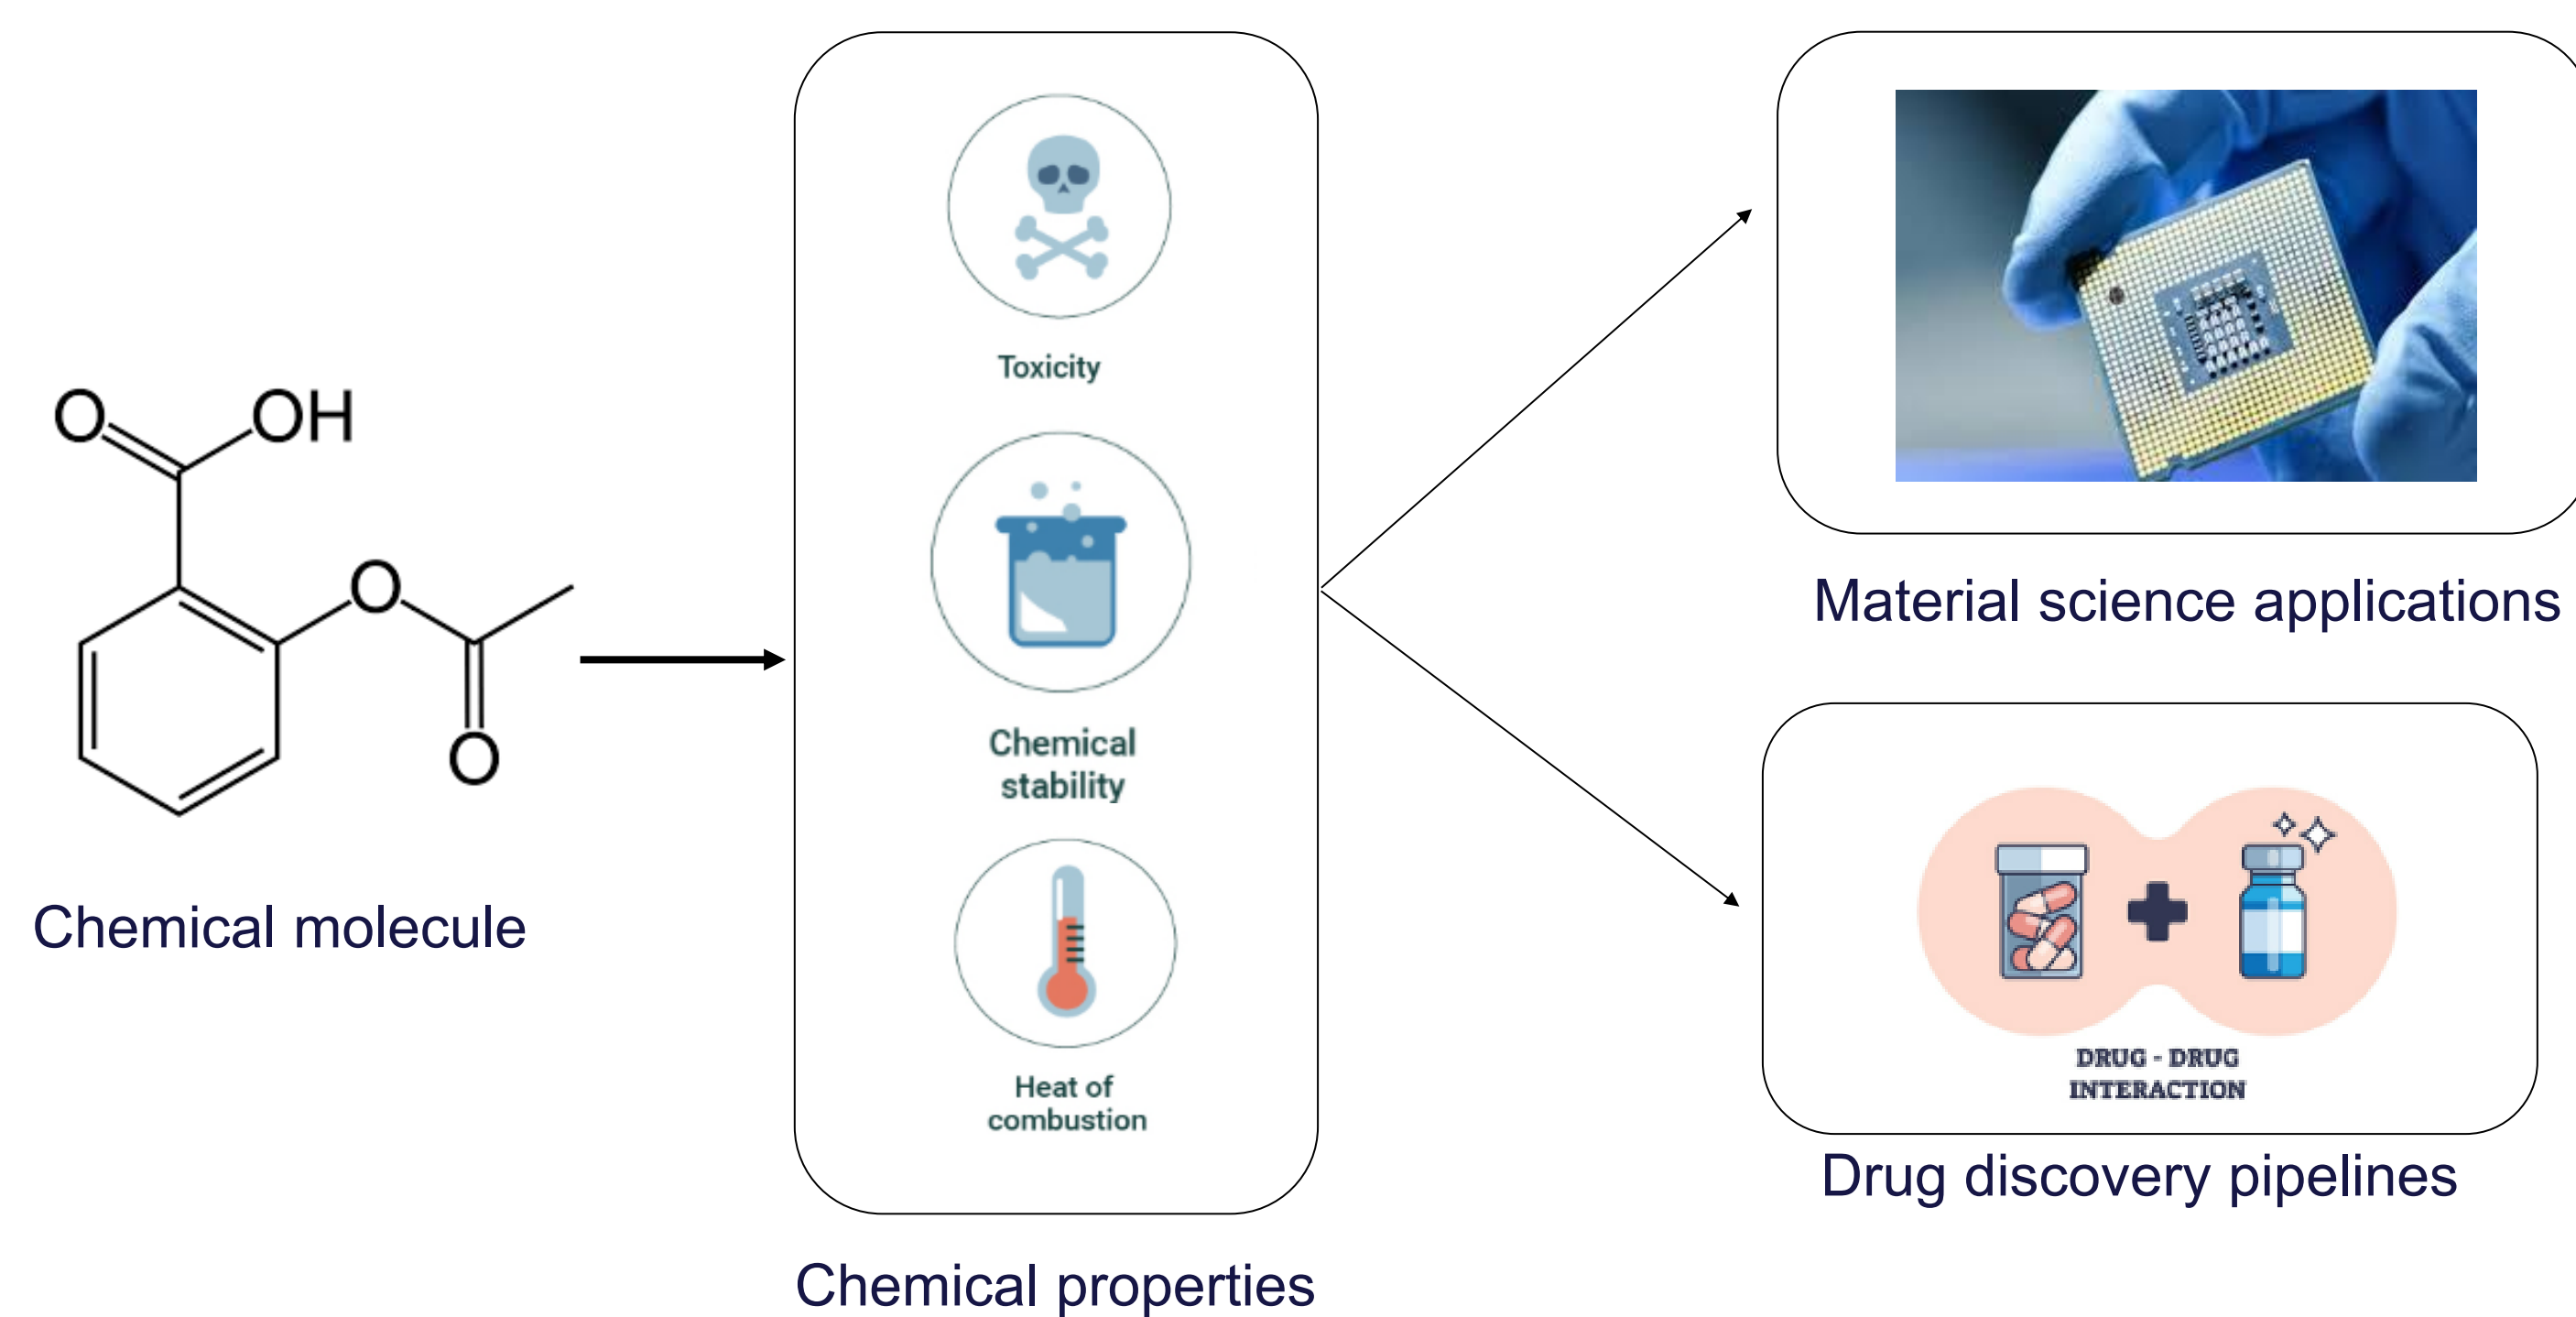 O
OH
O
O
Chemical molecule
Toxicity
Chemical
stability
Heat of
combustion
Chemical properties
Material science applications
DRUG - DRUG
INTERACTION
Drug discovery pipelines